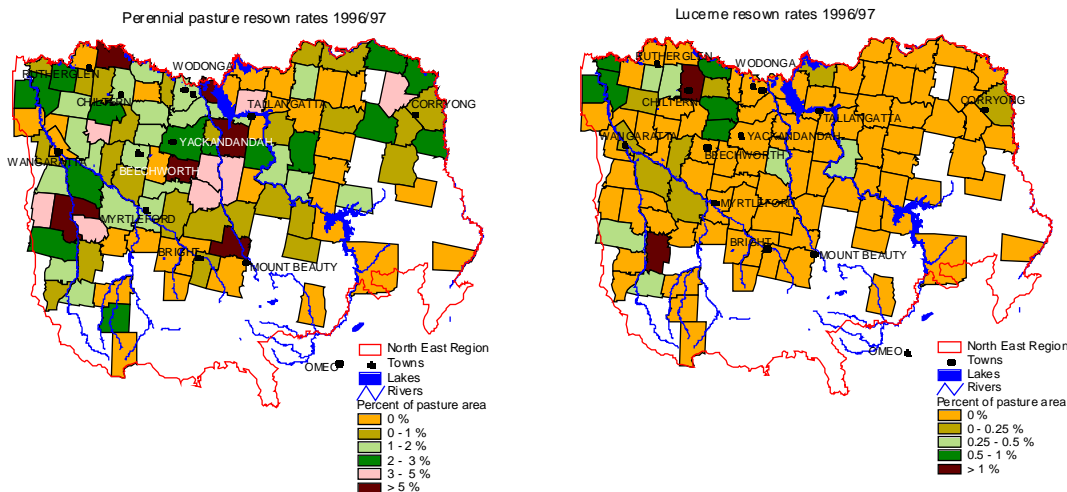 Perennial pasture resown rates 1996/97
RUTHERGLEN
WODONGA
CHILTERN
TALLANGATTA
CORRYONG
YACKANDANDAH
WANGARATTA
BEECHWORTH
MYRTLEFORD
BRIGHT
MOUNT BEAUTY
OMEO
North East Region
Towns
Lakes
Rivers
Percent of pasture area
0 %
0 - 1 %
1 - 2 %
2 - 3 %
3 - 5 %
> 5 %
Lucerne resown rates 1996/97
RUTHERGLEN
WODONGA
CHILTERN
CORRYONG
TALLANGATTA
WANGARATTA
YACKANDANDAH
BEECHWORTH
MYRTLEFORD
BRIGHT
MOUNT BEAUTY
OMEO
North East Region
Towns
Lakes
Rivers
Percent of pasture area
0 %
0 - 0.25 %
0.25 - 0.5 %
0.5 - 1 %
> 1 %